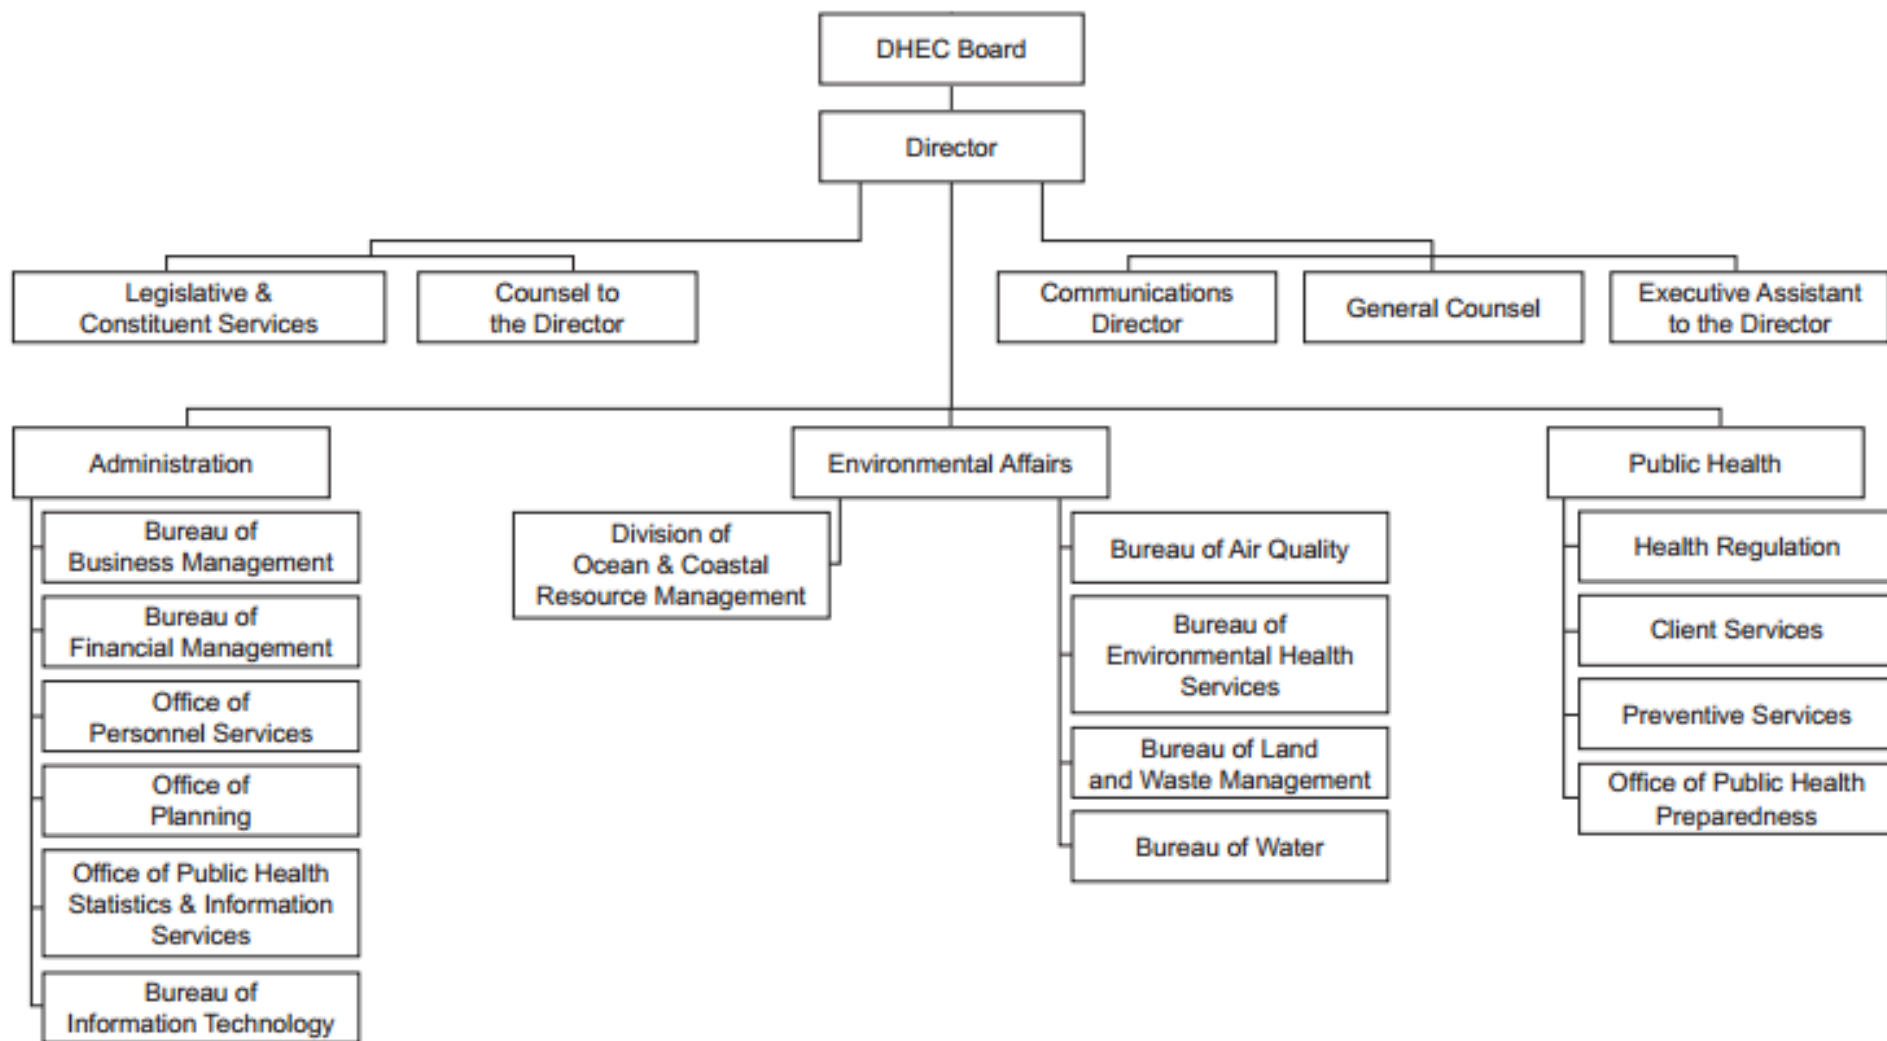 DHEC Board
Director
Legislative &
Constituent Services
Counsel to
the Director
Communications
Director
General Counsel
Executive Assistant
to the Director
Administration
Bureau of
Business Management
Bureau of
Financial Management
Office of
Personnel Services
Office of
Planning
Office of Public Health
Statistics & Information
Services
Bureau of
Information Technology
Environmental Affairs
Division of
Ocean & Coastal
Resource Management
Bureau of Air Quality
Bureau of
Environmental Health
Services
Bureau of Land
and Waste Management
Bureau of Water
Public Health
Health Regulation
Client Services
Preventive Services
Office of Public Health
Preparedness